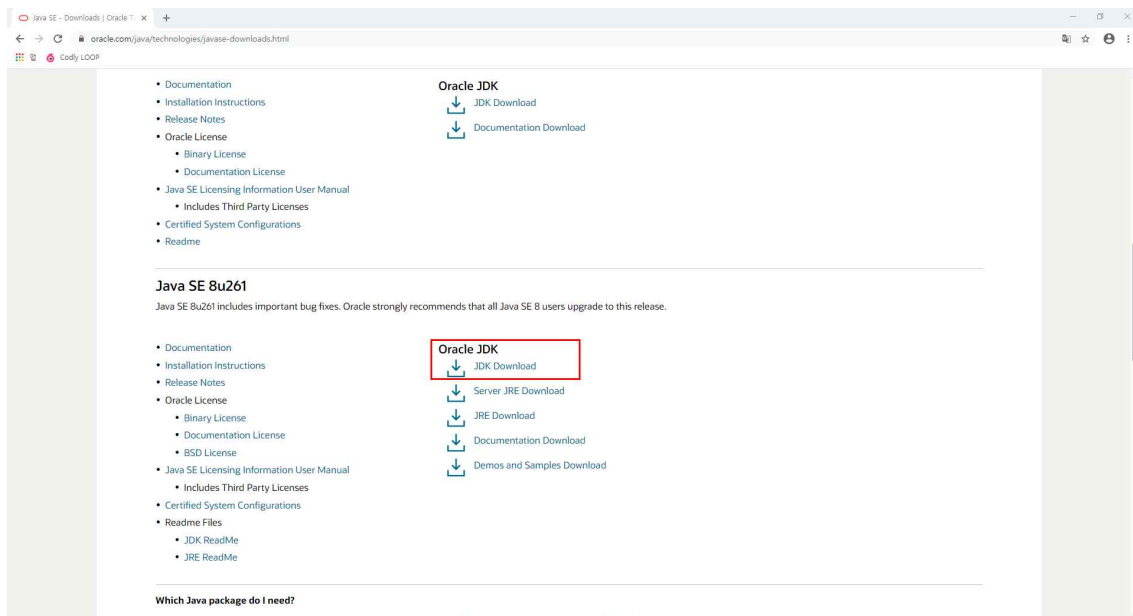 Java SE - Downloads | Oracle T
oracle.com/java/technologies/javase-downloads.html
Codly LOOP
Documentation
Installation Instructions
Release Notes
Oracle License
Binary License
Documentation License
Java SE Licensing Information User Manual
Includes Third Party Licenses
Certified System Configurations
Readme
Oracle JDK
JDK Download
Documentation Download
Java SE 8u261
Java SE 8u261 includes important bug fixes. Oracle strongly recommends that all Java SE 8 users upgrade to this release.
Documentation
Installation Instructions
Release Notes
Oracle License
Binary License
Documentation License
BSD License
Java SE Licensing Information User Manual
Includes Third Party Licenses
Certified System Configurations
Readme Files
JDK ReadMe
JRE ReadMe
Oracle JDK
JDK Download
Server JRE Download
JRE Download
Documentation Download
Demos and Samples Download
Which Java package do I need?